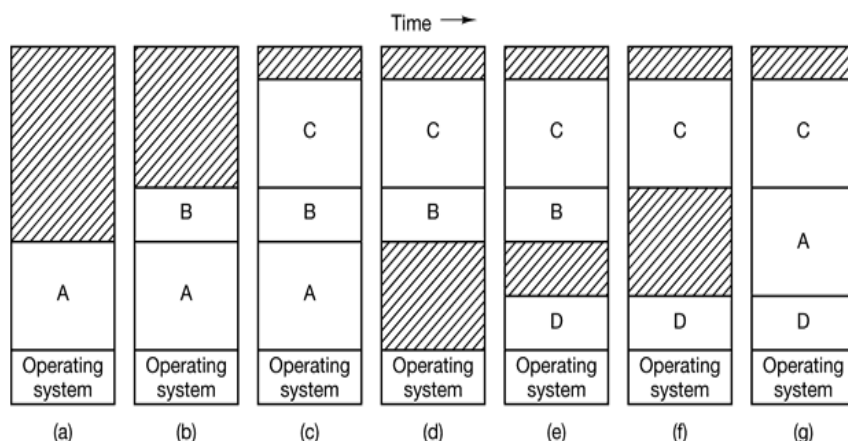 Time →
A
Operating
system
(a)
B
A
Operating
system
(b)
C
B
A
Operating
system
(c)
C
B
Operating
system
(d)
C
B
D
Operating
system
(e)
C
D
Operating
system
(f)
C
A
D
Operating
system
(g)